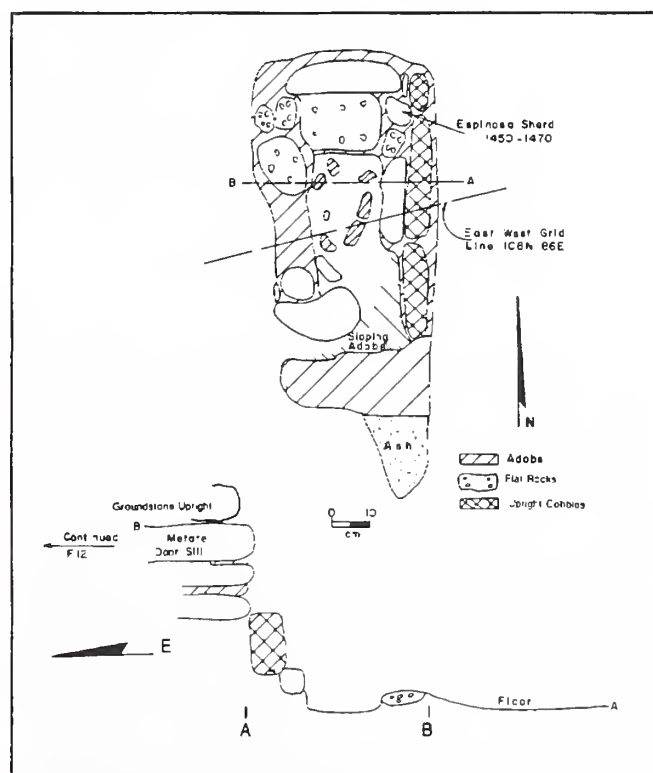 Espinosa Sherd
1450-1470
B
A
East West Grid
Line 108N 86E
Sloping
Adobe
N
Ash
Adobe
Flat Rocks
Upright Cobbles
0 10
cm
Groundstone Upright
B
Continued
F12
Metate
Door Sill
E
A
B
Floor
A